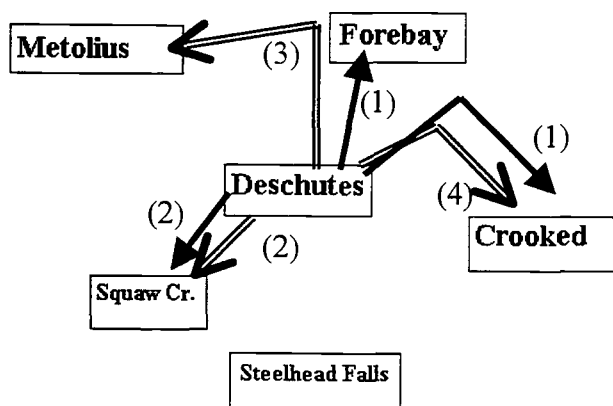 Metolius
(3)
Forebay
(1)
(1)
Deschutes
(4)
(2)
(2)
Crooked
Squaw Cr.
Steelhead Falls